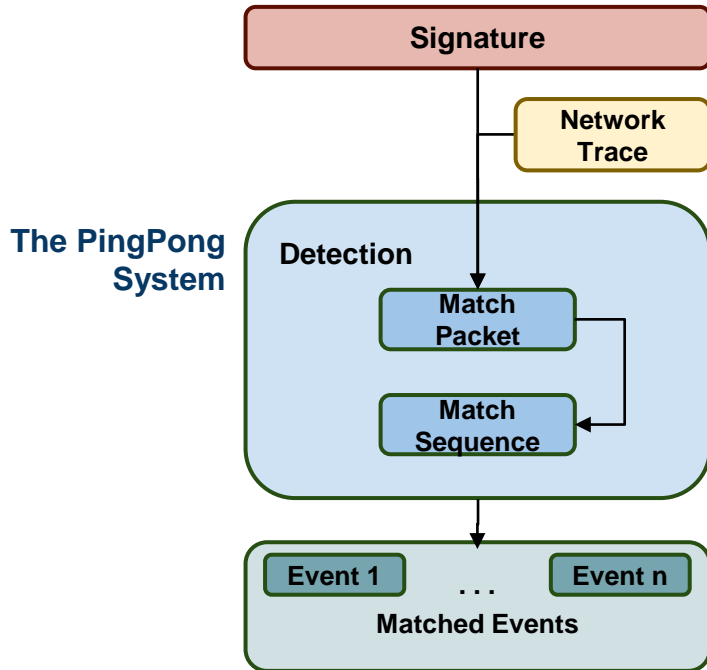 Signature
Network
Trace
The PingPong
System
Detection
Match
Packet
Match
Sequence
Event 1
. . .
Event n
Matched Events